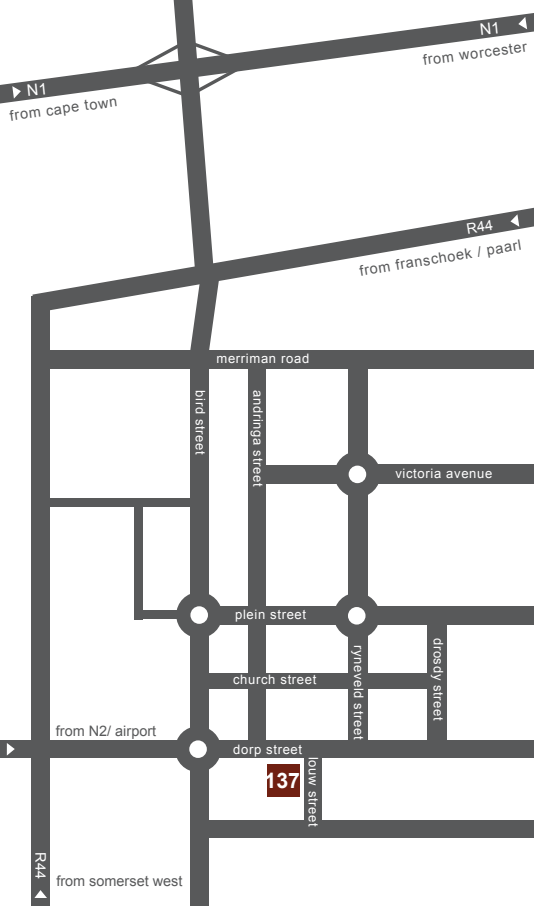 N1
from worcester
N1
from cape town
R44
from franschoek / paarl
merriman road
bird street
andringa street
victoria avenue
plein street
ryneveld street
drosdy street
church street
from N2/ airport
dorp street
137
louw street
R44
from somerset west